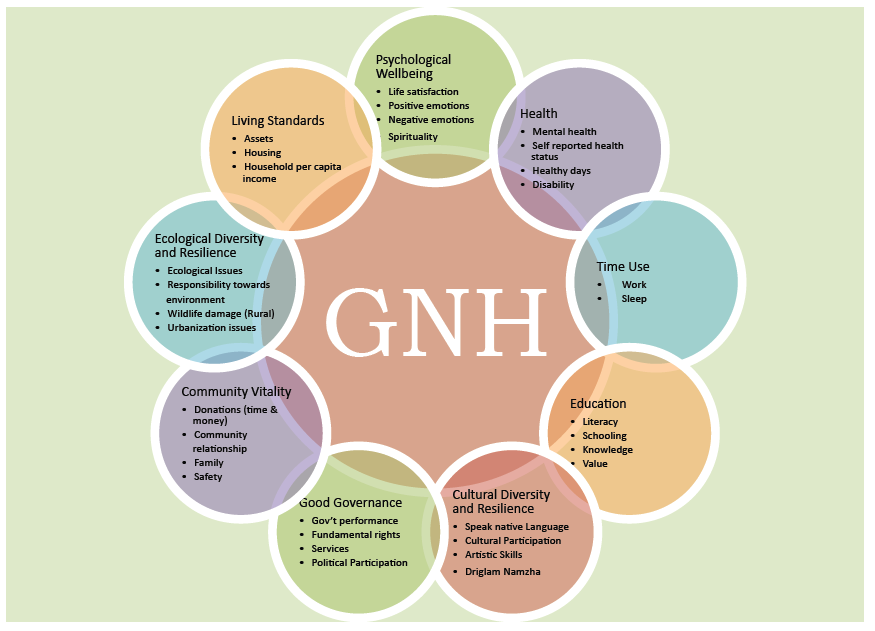 Psychological
Wellbeing
• Life satisfaction
• Positive emotions
• Negative emotions
Spirituality
Health
• Mental health
• Self reported health
status
• Healthy days
• Disability
Time Use
• Work
• Sleep
Education
• Literacy
• Schooling
• Knowledge
• Value
Cultural Diversity
and Resilience
• Speak native Language
• Cultural Participation
• Artistic Skills
• Driglam Namzha
Good Governance
• Gov't performance
• Fundamental rights
• Services
• Political Participation
Community Vitality
• Donations (time &
money)
• Community
relationship
• Family
• Safety
Ecological Diversity
and Resilience
• Ecological Issues
• Responsibility towards
environment
• Wildlife damage (Rural)
• Urbanization issues
Living Standards
• Assets
• Housing
• Household per capita
income
GNH